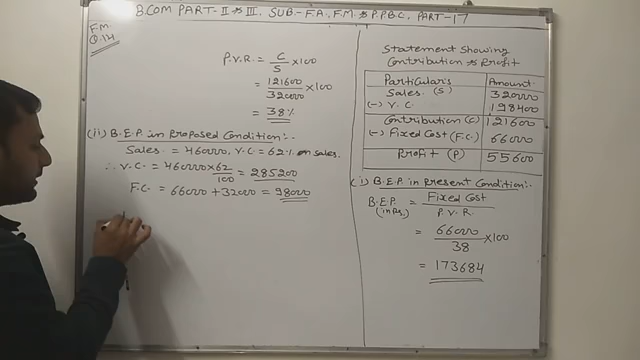 B.COM PART-II & III. SUB-F.A, F.M. & P.P.B.C. PART-17
F.M.
Q.14
P.V.R. = C/S ×100
= 121600/320000 ×100
= 38%
(ii) B.E.P. in Proposed Condition:-
Sales = 460000, V.C = 62% on sales.
∴ V.C = 460000×62/100 = 285200
F.C. = 66000 + 32000 = 98000
Statement Showing
Contribution & Profit
Particulars Amount.
Sales (S) 320000
(-) V.C. 198400
Contribution (C) 121600
(-) Fixed Cost (F.C.) 66000
Profit (P) 55600
(i) B.E.P. in present Condition:-
B.E.P. (in Rs.) = Fixed Cost/P.V.R.
= 66000/38 ×100
= 173684